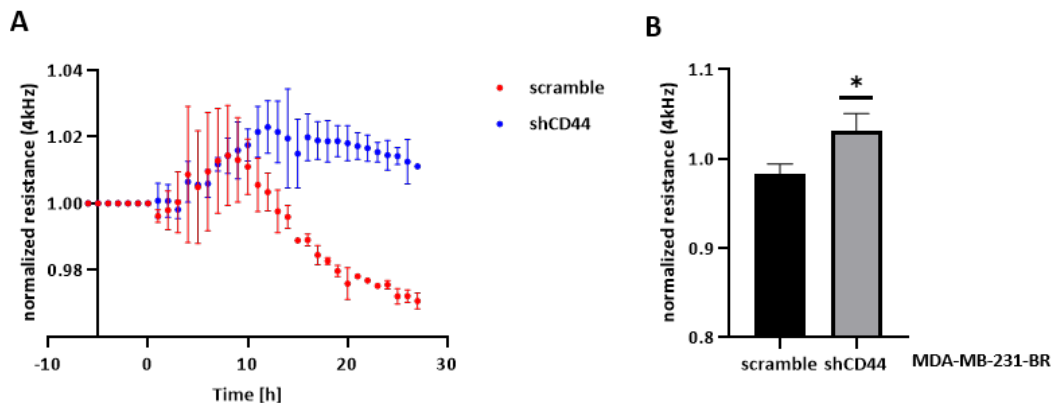 A
normalized resistance (4kHz)
1.04
1.02
1.00
0.98
-10
0
10
20
30
Time [h]
scramble
shCD44
B
normalized resistance (4kHz)
1.1
1.0
0.9
0.8
*
scramble shCD44 MDA-MB-231-BR